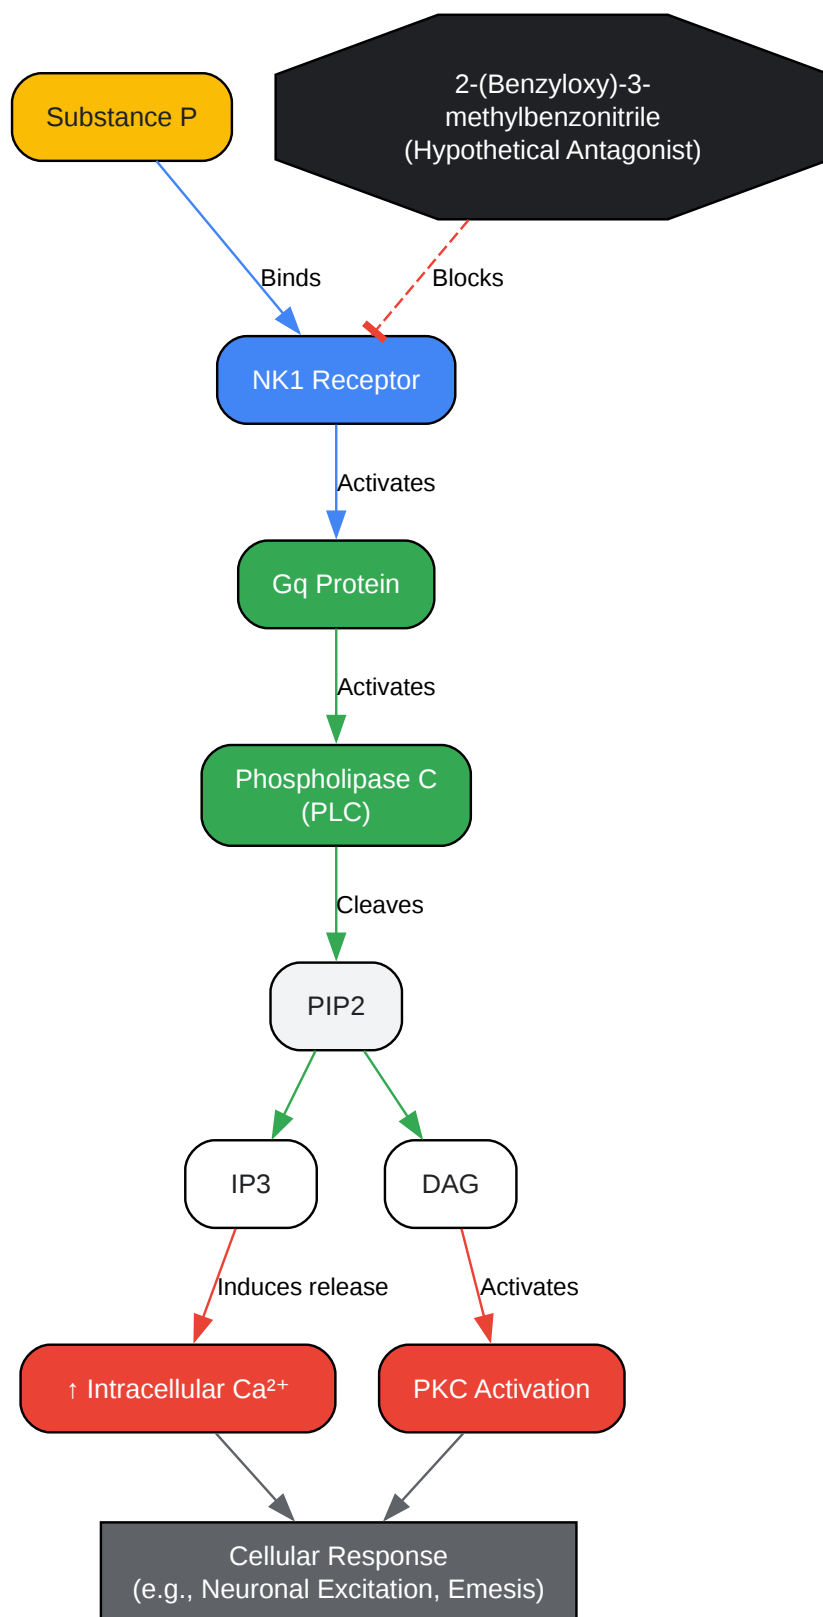 Substance P
2-(Benzyloxy)-3-
methylbenzonitrile
(Hypothetical Antagonist)
Binds
Blocks
NK1 Receptor
Activates
Gq Protein
Activates
Phospholipase C
(PLC)
Cleaves
PIP2
IP3
DAG
Induces release
Activates
↑ Intracellular Ca²⁺
PKC Activation
Cellular Response
(e.g., Neuronal Excitation, Emesis)